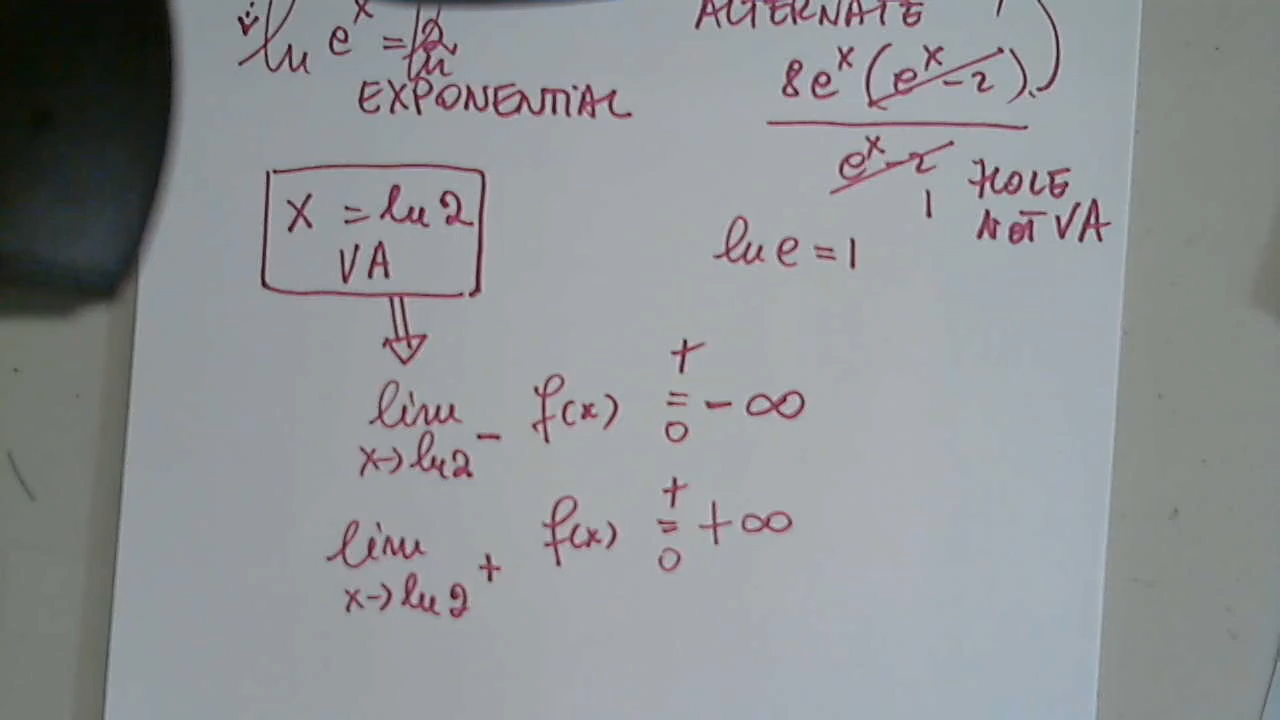 ln e^x = ln 2
EXPONENTIAL
x = ln 2
VA
lim f(x) = - ∞
x→ln2^-
+
0
lim f(x) = + ∞
x→ln2^+
+
0
ALTERNATE
8e^x (e^x - 2)
e^x - 2
1
HOLE
NOT VA
ln e = 1